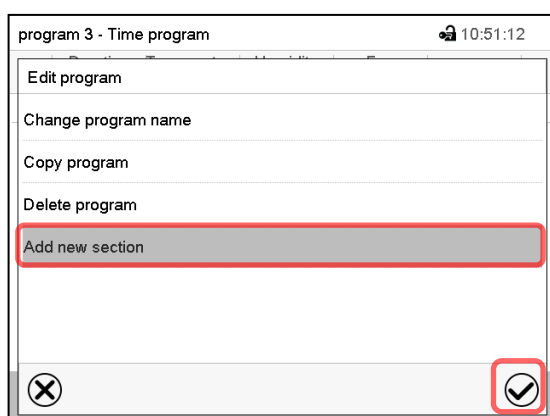 program 3 - Time program 10:51:12
Edit program
Change program name
Copy program
Delete program
Add new section